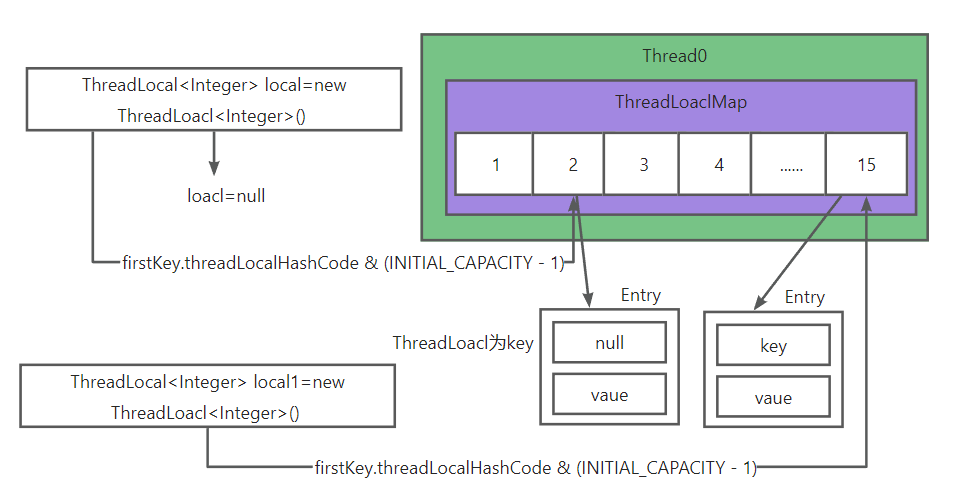 Thread0
ThreadLocal<Integer> local=new
ThreadLoacl<Integer>()
ThreadLoaclMap
1
2
3
4
......
15
loacl=null
firstKey.threadLocalHashCode & (INITIAL_CAPACITY - 1)
Entry
Entry
ThreadLoacl为key
null
key
vaue
vaue
ThreadLocal<Integer> local1=new
ThreadLoacl<Integer>()
firstKey.threadLocalHashCode & (INITIAL_CAPACITY - 1)